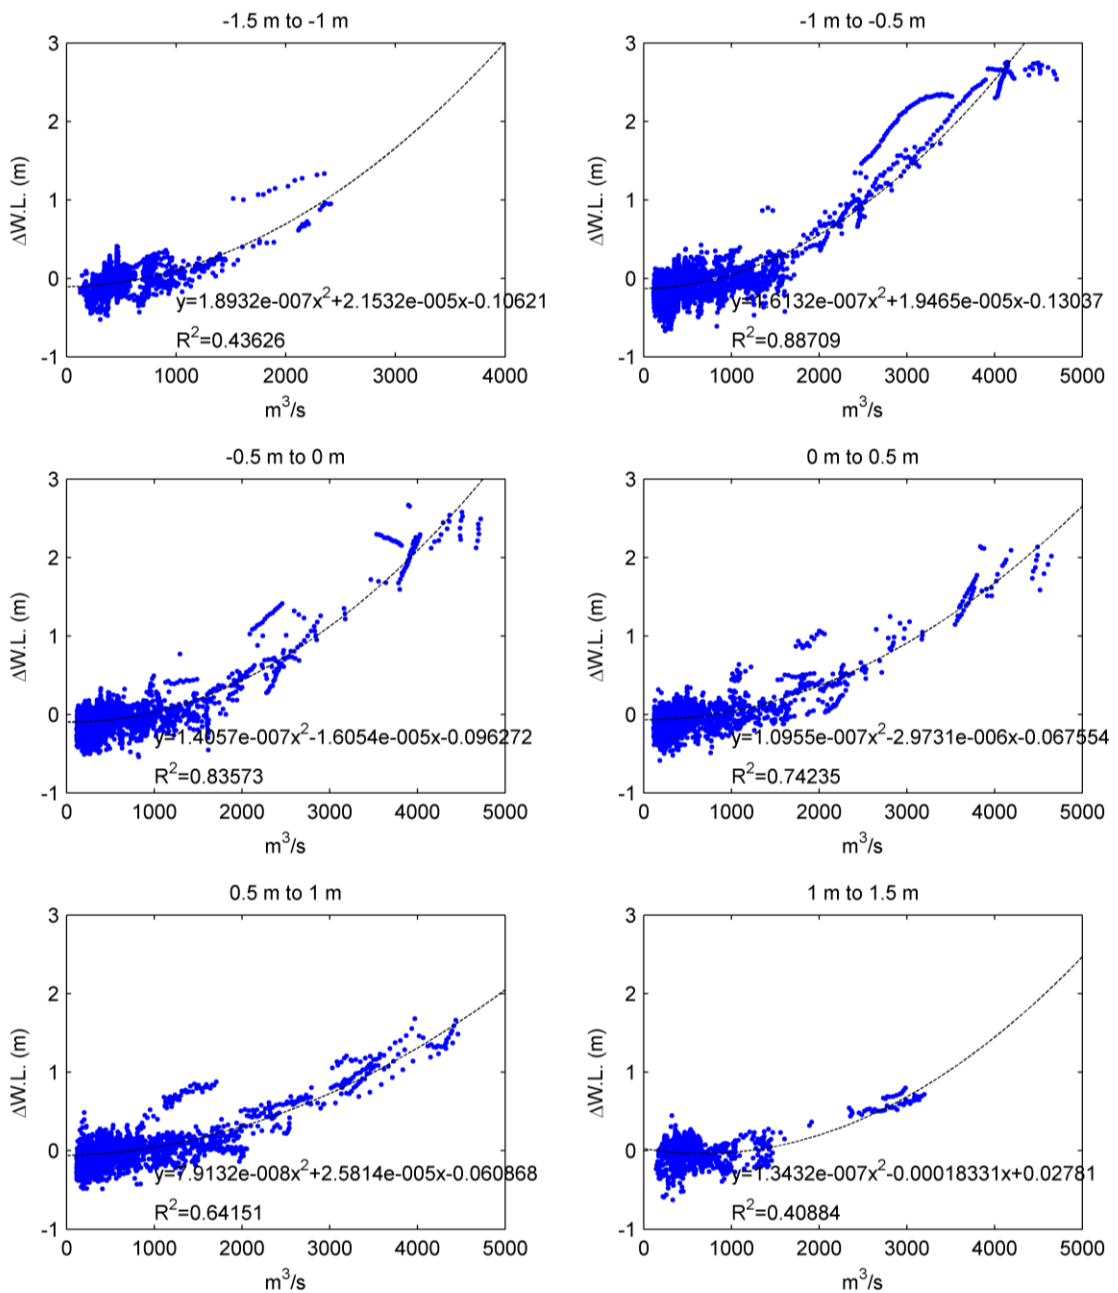 -1.5 m to -1 m
3
2
1
0
-1
ΔW.L. (m)
y=1.8932e-007x²+2.1532e-005x-0.10621
R²=0.43626
0 1000 2000 3000 4000
m³/s
-1 m to -0.5 m
3
2
1
0
-1
ΔW.L. (m)
y=1.6132e-007x²+1.9465e-005x-0.13037
R²=0.88709
0 1000 2000 3000 4000 5000
m³/s
-0.5 m to 0 m
3
2
1
0
-1
ΔW.L. (m)
y=1.4057e-007x²-1.6054e-005x-0.096272
R²=0.83573
0 1000 2000 3000 4000 5000
m³/s
0 m to 0.5 m
3
2
1
0
-1
ΔW.L. (m)
y=1.0955e-007x²-2.9731e-006x-0.067554
R²=0.74235
0 1000 2000 3000 4000 5000
m³/s
0.5 m to 1 m
3
2
1
0
-1
ΔW.L. (m)
y=7.9132e-008x²+2.5814e-005x-0.060868
R²=0.64151
0 1000 2000 3000 4000 5000
m³/s
1 m to 1.5 m
3
2
1
0
-1
ΔW.L. (m)
y=1.3432e-007x²-0.00018331x+0.02781
R²=0.40884
0 1000 2000 3000 4000 5000
m³/s